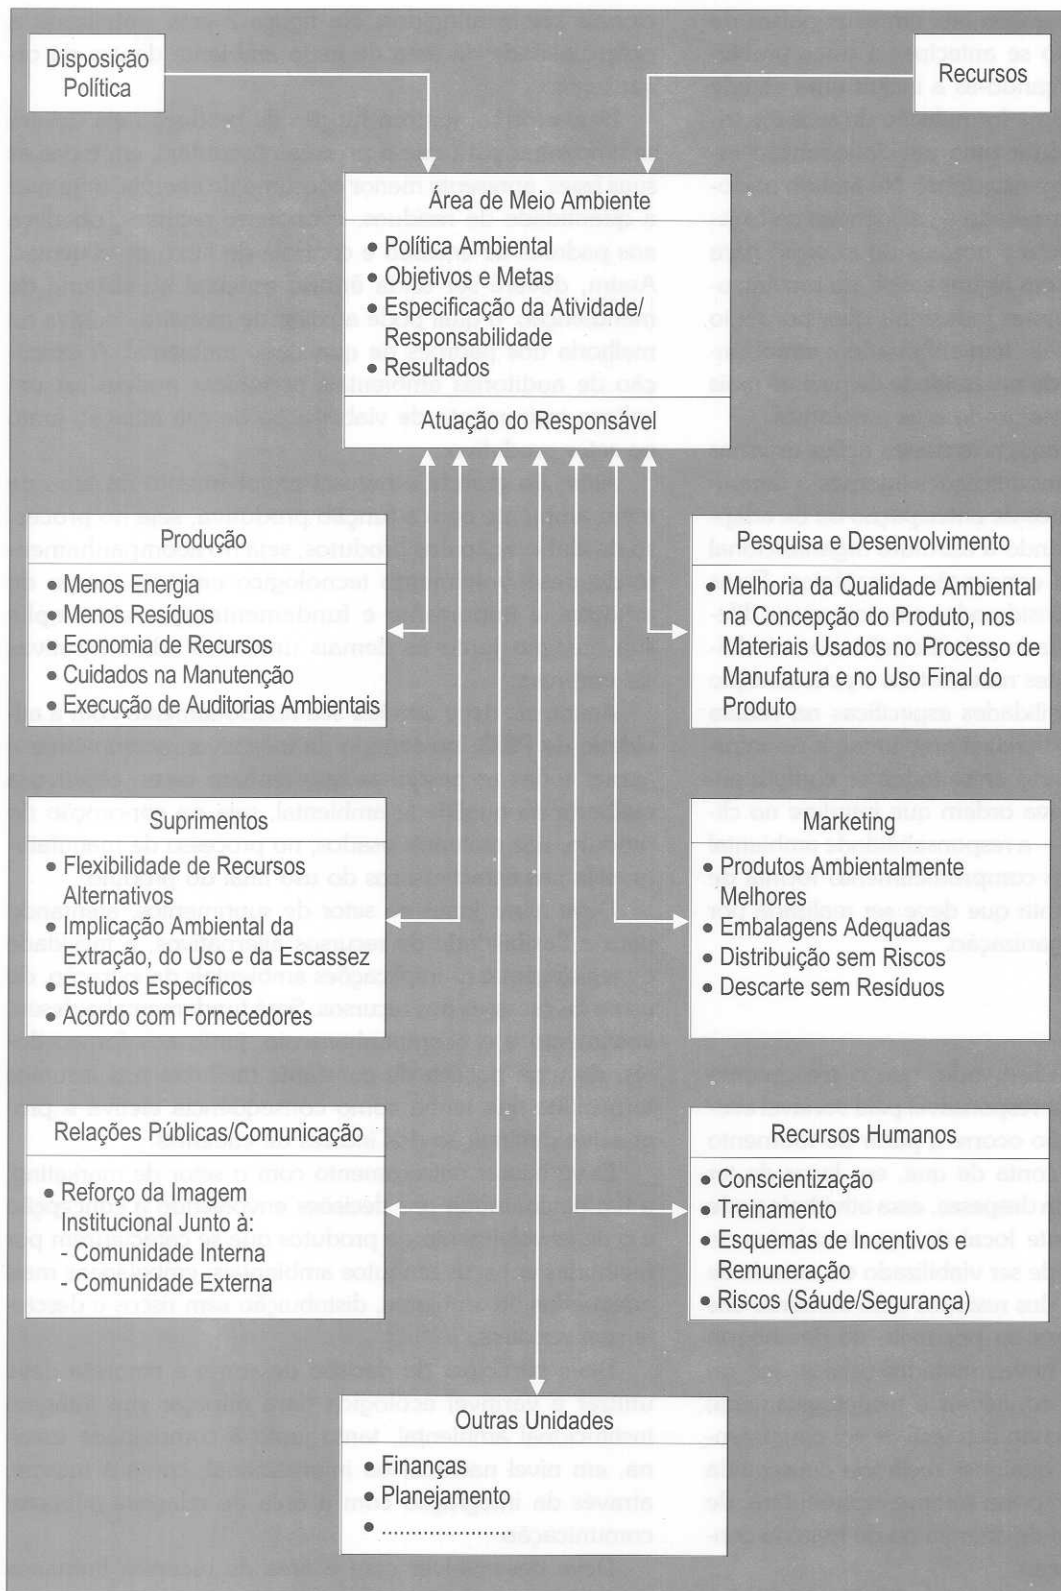 Disposição
Política
Recursos
Área de Meio Ambiente
● Política Ambiental
● Objetivos e Metas
● Especificação da Atividade/
Responsabilidade
● Resultados
Atuação do Responsável
Produção
● Menos Energia
● Menos Resíduos
● Economia de Recursos
● Cuidados na Manutenção
● Execução de Auditorias Ambientais
Pesquisa e Desenvolvimento
● Melhoria da Qualidade Ambiental
na Concepção do Produto, nos
Materiais Usados no Processo de
Manufatura e no Uso Final do
Produto
Suprimentos
● Flexibilidade de Recursos
Alternativos
● Implicação Ambiental da
Extração, do Uso e da Escassez
● Estudos Específicos
● Acordo com Fornecedores
Marketing
● Produtos Ambientalmente
Melhores
● Embalagens Adequadas
● Distribuição sem Riscos
● Descarte sem Resíduos
Relações Públicas/Comunicação
● Reforço da Imagem
Institucional Junto à:
- Comunidade Interna
- Comunidade Externa
Recursos Humanos
● Conscientização
● Treinamento
● Esquemas de Incentivos e
Remuneração
● Riscos (Sáude/Segurança)
Outras Unidades
● Finanças
● Planejamento
● ......................